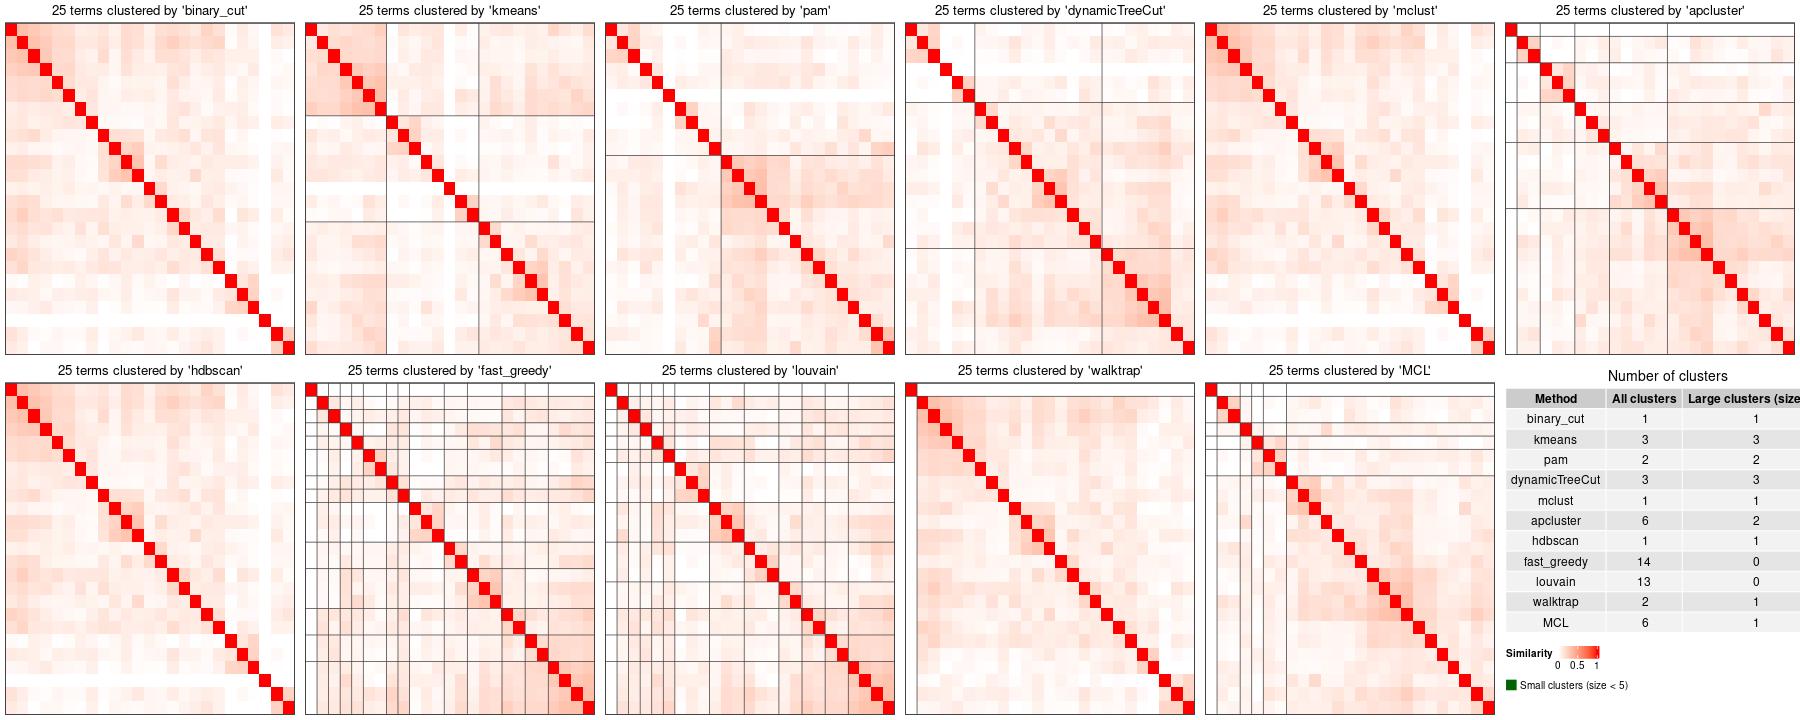 25 terms clustered by 'binary_cut'
25 terms clustered by 'kmeans'
25 terms clustered by 'pam'
25 terms clustered by 'dynamicTreeCut'
25 terms clustered by 'mclust'
25 terms clustered by 'apcluster'
25 terms clustered by 'hdbscan'
25 terms clustered by 'fast_greedy'
25 terms clustered by 'louvain'
25 terms clustered by 'walktrap'
25 terms clustered by 'MCL'
Number of clusters
Method All clusters Large clusters (size
binary_cut 1 1
kmeans 3 3
pam 2 2
dynamicTreeCut 3 3
mclust 1 1
apcluster 6 2
hdbscan 1 1
fast_greedy 14 0
louvain 13 0
walktrap 2 1
MCL 6 1
Similarity
0 0.5 1
Small clusters (size < 5)